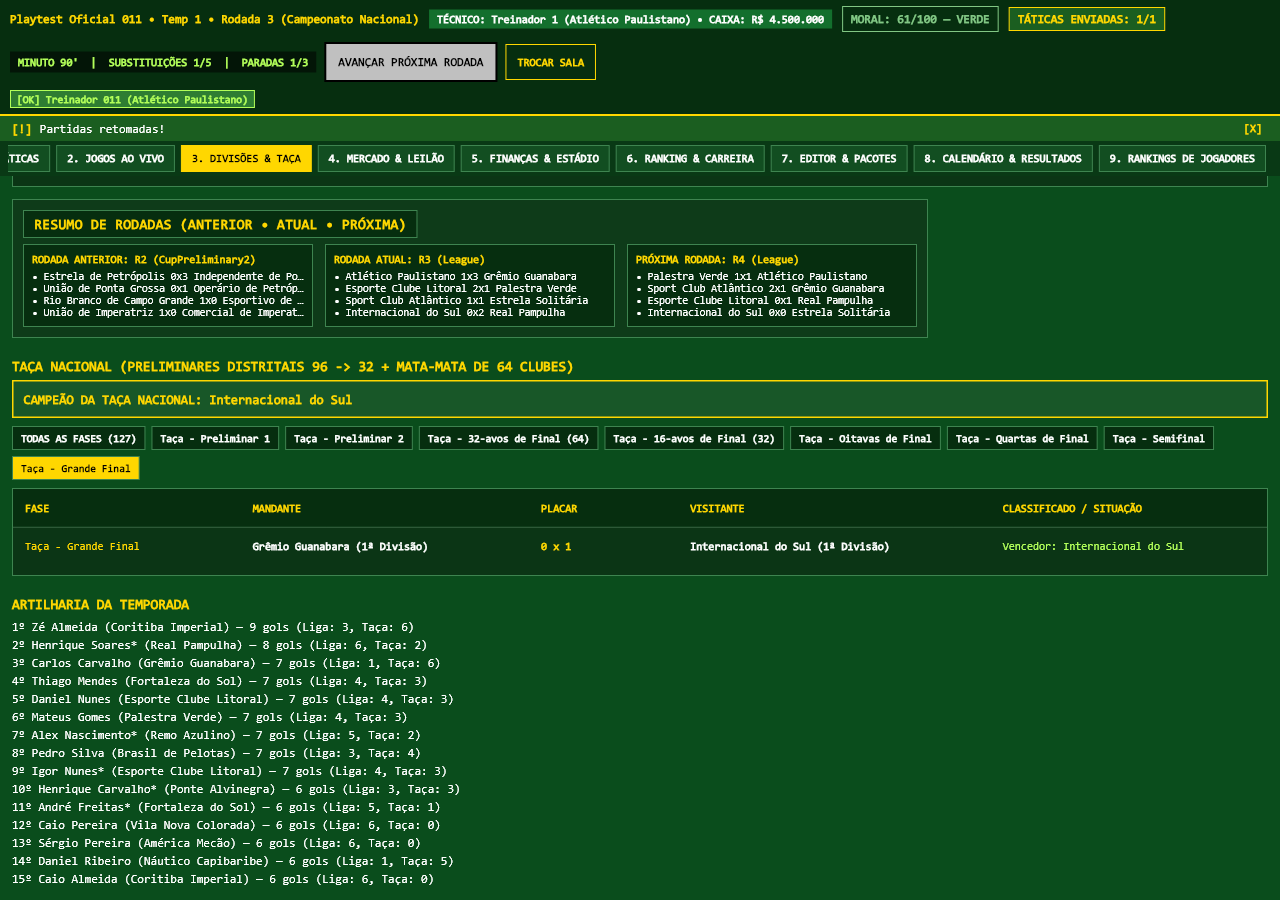 Playtest Oficial 011 • Temp 1 • Rodada 3 (Campeonato Nacional) TÉCNICO: Treinador 1 (Atlético Paulistano) • CAIXA: R$ 4.500.000 MORAL: 61/100 — VERDE TÁTICAS ENVIADAS: 1/1
MINUTO 90' | SUBSTITUIÇÕES 1/5 | PARADAS 1/3 AVANÇAR PRÓXIMA RODADA TROCAR SALA
[OK] Treinador 011 (Atlético Paulistano)
[!] Partidas retomadas! [X]
TICAS 2. JOGOS AO VIVO 3. DIVISÕES & TAÇA 4. MERCADO & LEILÃO 5. FINANÇAS & ESTÁDIO 6. RANKING & CARREIRA 7. EDITOR & PACOTES 8. CALENDÁRIO & RESULTADOS 9. RANKINGS DE JOGADORES
RESUMO DE RODADAS (ANTERIOR • ATUAL • PRÓXIMA)
RODADA ANTERIOR: R2 (CupPreliminary2)
• Estrela de Petrópolis 0x3 Independente de Po…
• União de Ponta Grossa 0x1 Operário de Petróp…
• Rio Branco de Campo Grande 1x0 Esportivo de …
• União de Imperatriz 1x0 Comercial de Imperat…
RODADA ATUAL: R3 (League)
• Atlético Paulistano 1x3 Grêmio Guanabara
• Esporte Clube Litoral 2x1 Palestra Verde
• Sport Club Atlântico 1x1 Estrela Solitária
• Internacional do Sul 0x2 Real Pampulha
PRÓXIMA RODADA: R4 (League)
• Palestra Verde 1x1 Atlético Paulistano
• Sport Club Atlântico 2x1 Grêmio Guanabara
• Esporte Clube Litoral 0x1 Real Pampulha
• Internacional do Sul 0x0 Estrela Solitária
TAÇA NACIONAL (PRELIMINARES DISTRITAIS 96 -> 32 + MATA-MATA DE 64 CLUBES)
CAMPEÃO DA TAÇA NACIONAL: Internacional do Sul
TODAS AS FASES (127) Taça - Preliminar 1 Taça - Preliminar 2 Taça - 32-avos de Final (64) Taça - 16-avos de Final (32) Taça - Oitavas de Final Taça - Quartas de Final Taça - Semifinal
Taça - Grande Final
FASE MANDANTE PLACAR VISITANTE CLASSIFICADO / SITUAÇÃO
Taça - Grande Final Grêmio Guanabara (1ª Divisão) 0 x 1 Internacional do Sul (1ª Divisão) Vencedor: Internacional do Sul
ARTILHARIA DA TEMPORADA
1º Zé Almeida (Coritiba Imperial) — 9 gols (Liga: 3, Taça: 6)
2º Henrique Soares* (Real Pampulha) — 8 gols (Liga: 6, Taça: 2)
3º Carlos Carvalho (Grêmio Guanabara) — 7 gols (Liga: 1, Taça: 6)
4º Thiago Mendes (Fortaleza do Sol) — 7 gols (Liga: 4, Taça: 3)
5º Daniel Nunes (Esporte Clube Litoral) — 7 gols (Liga: 4, Taça: 3)
6º Mateus Gomes (Palestra Verde) — 7 gols (Liga: 4, Taça: 3)
7º Alex Nascimento* (Remo Azulino) — 7 gols (Liga: 5, Taça: 2)
8º Pedro Silva (Brasil de Pelotas) — 7 gols (Liga: 3, Taça: 4)
9º Igor Nunes* (Esporte Clube Litoral) — 7 gols (Liga: 4, Taça: 3)
10º Henrique Carvalho* (Ponte Alvinegra) — 6 gols (Liga: 3, Taça: 3)
11º André Freitas* (Fortaleza do Sol) — 6 gols (Liga: 5, Taça: 1)
12º Caio Pereira (Vila Nova Colorada) — 6 gols (Liga: 6, Taça: 0)
13º Sérgio Pereira (América Mecão) — 6 gols (Liga: 6, Taça: 0)
14º Daniel Ribeiro (Náutico Capibaribe) — 6 gols (Liga: 1, Taça: 5)
15º Caio Almeida (Coritiba Imperial) — 6 gols (Liga: 6, Taça: 0)